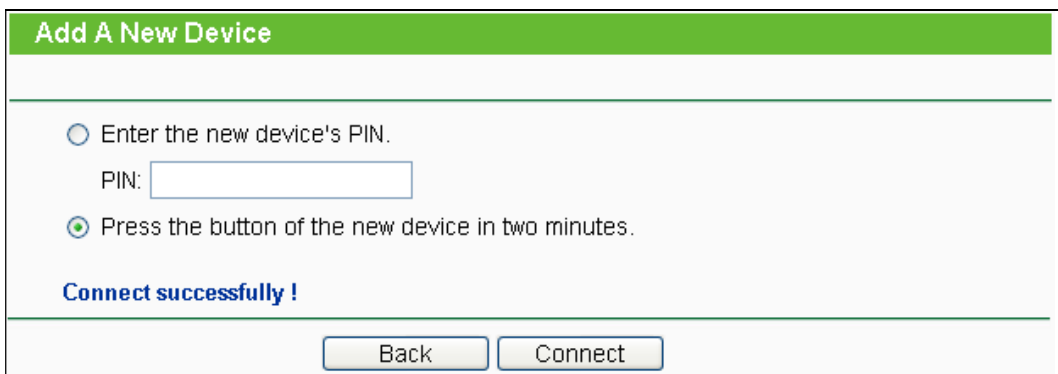 Add A New Device
Enter the new device's PIN.
PIN:
Press the button of the new device in two minutes.
Connect successfully !
Back Connect